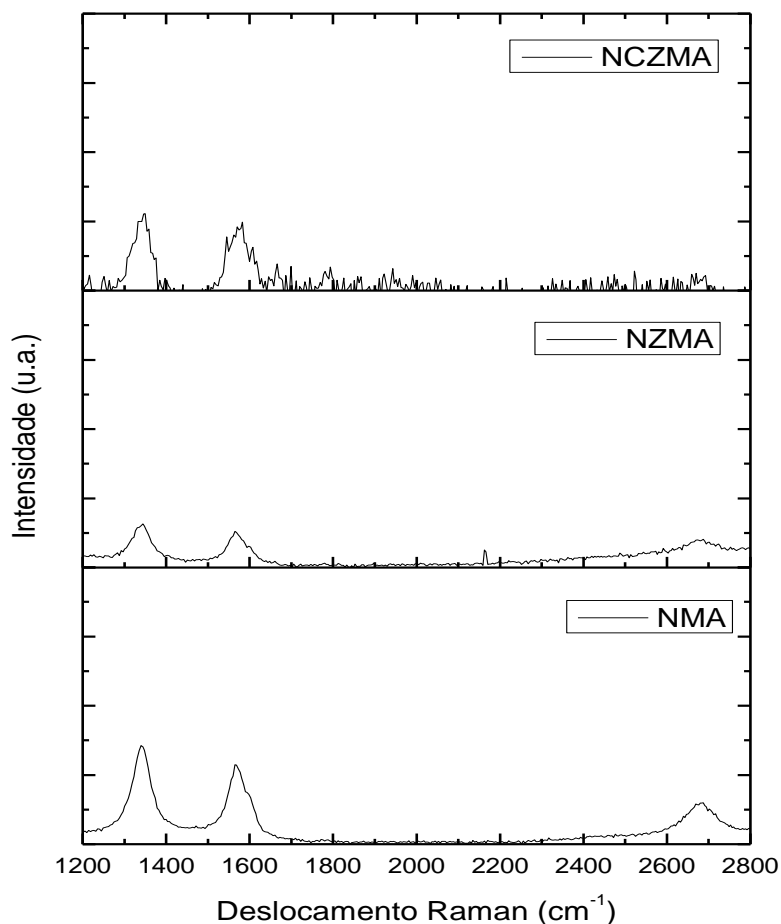 NCZMA
NZMA
NMA
Intensidade (u.a.)
1200 1400 1600 1800 2000 2200 2400 2600 2800
Deslocamento Raman (cm⁻¹)